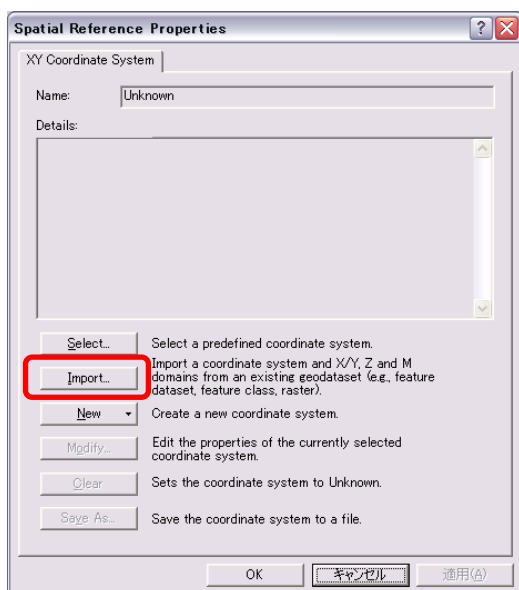 Spatial Reference Properties
XY Coordinate System
Name: Unknown
Details:
Select... Select a predefined coordinate system.
Import... Import a coordinate system and X/Y, Z and M
domains from an existing geodataset (e.g., feature
dataset, feature class, raster).
New Create a new coordinate system.
Modify... Edit the properties of the currently selected
coordinate system.
Clear Sets the coordinate system to Unknown.
Save As... Save the coordinate system to a file.
OK キャンセル 適用(A)